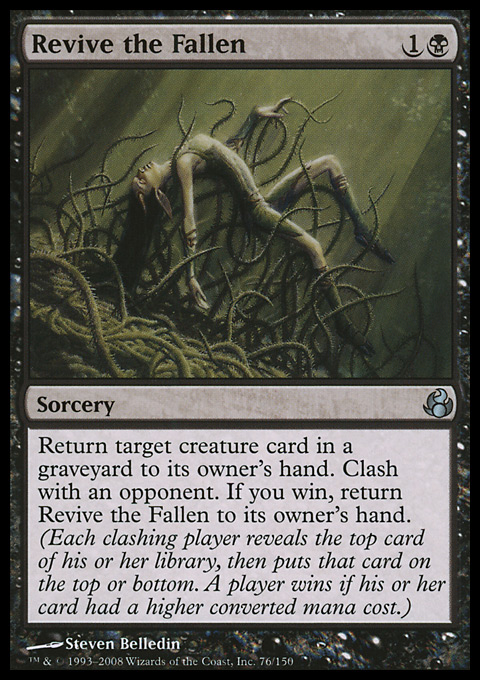 Revive the Fallen 1
Sorcery
Return target creature card in a
graveyard to its owner's hand. Clash
with an opponent. If you win, return
Revive the Fallen to its owner's hand.
(Each clashing player reveals the top card
of his or her library, then puts that card on
the top or bottom. A player wins if his or her
card had a higher converted mana cost.)
Steven Belledin
™ & © 1993–2008 Wizards of the Coast, Inc. 76/150